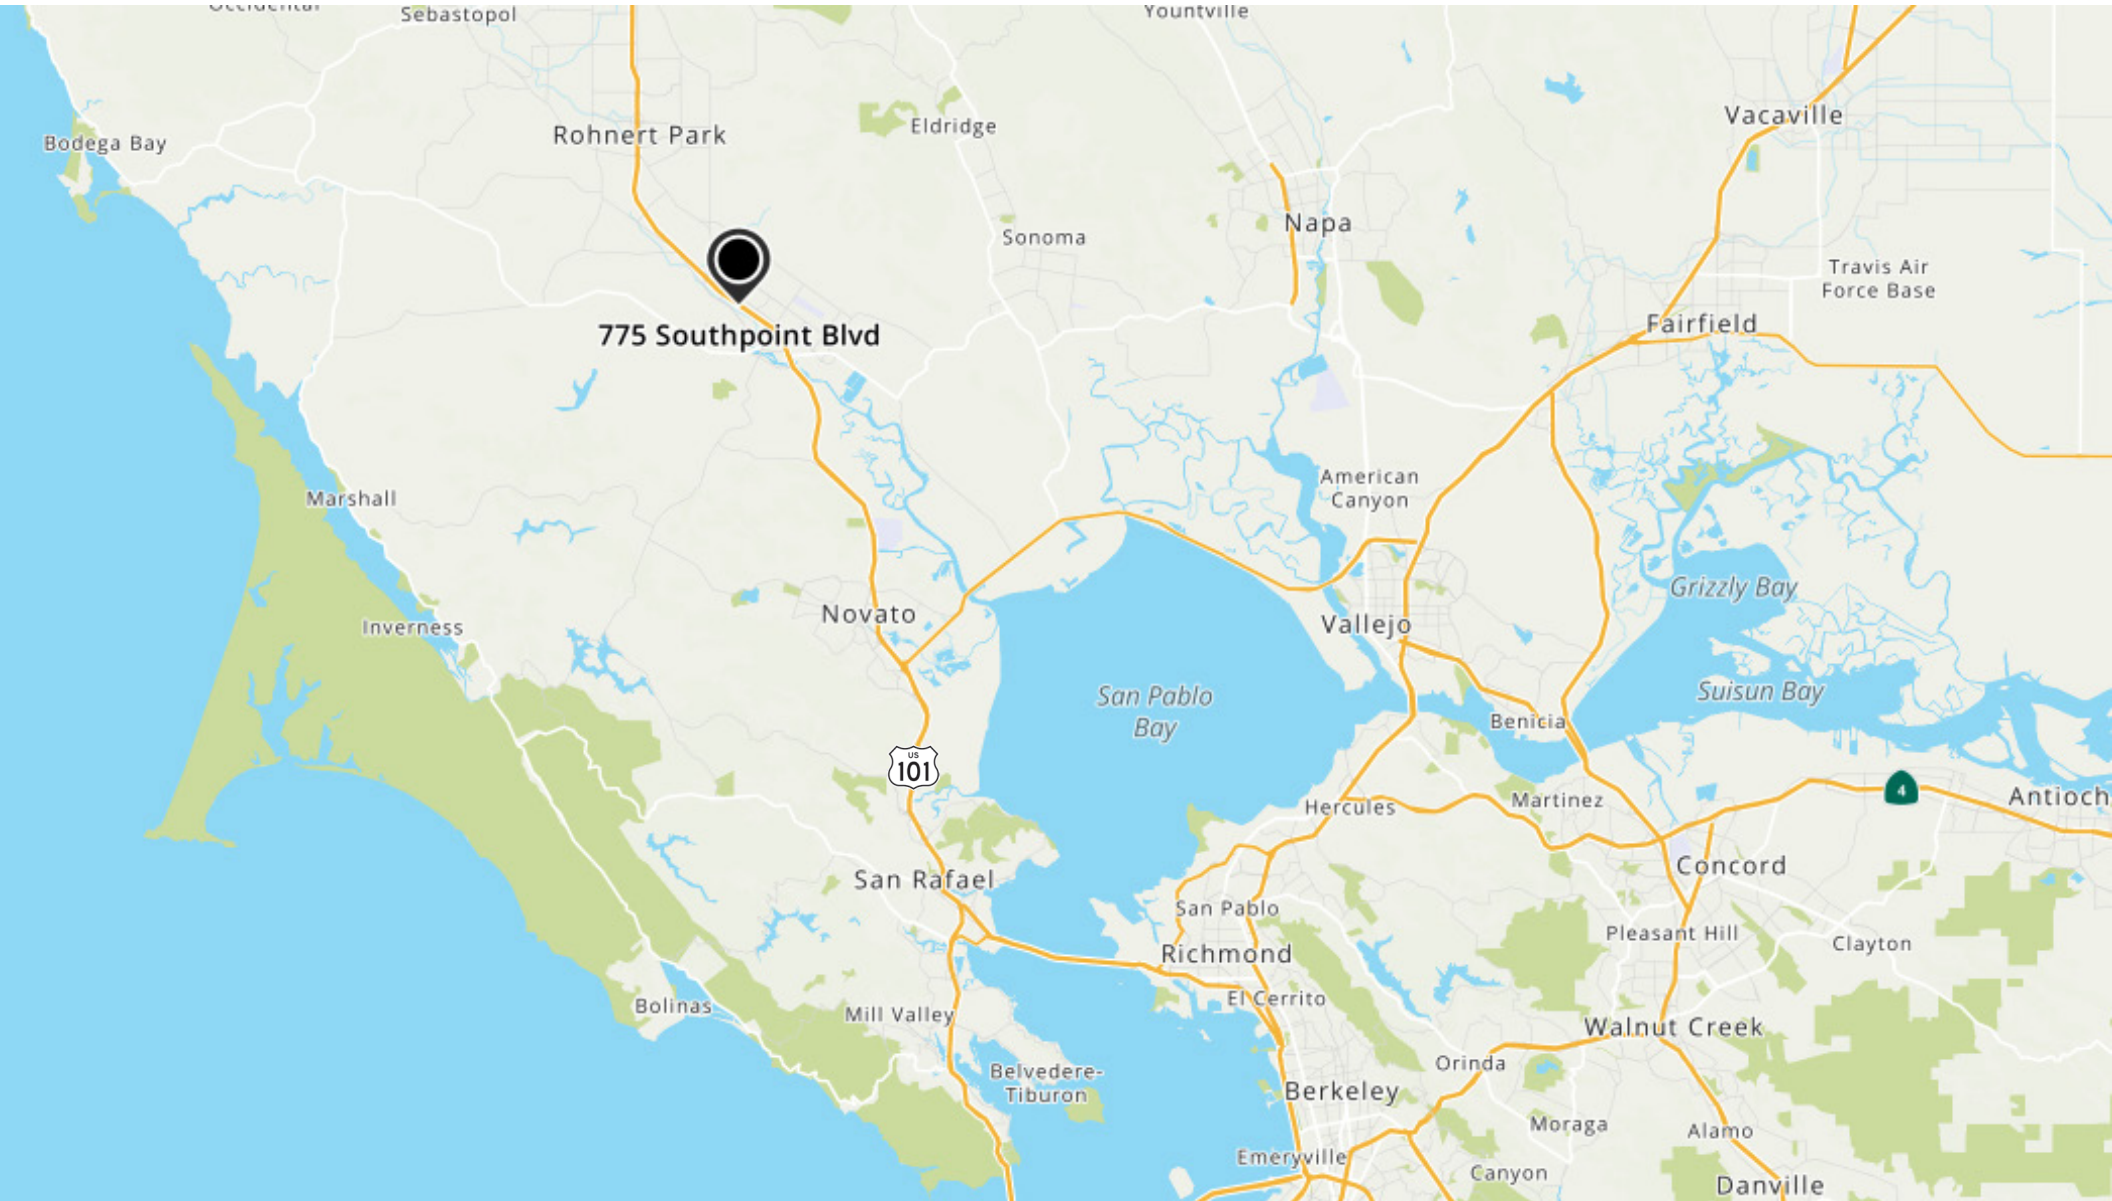 Occidental
Sebastopol
Yountville
Bodega Bay
Rohnert Park
Eldridge
Vacaville
Sonoma
Napa
Travis Air
Force Base
775 Southpoint Blvd
Fairfield
Marshall
American
Canyon
Inverness
Novato
Vallejo
Grizzly Bay
San Pablo
Bay
Suisun Bay
Benicia
US
101
Hercules
Martinez
4
Antioch
San Rafael
Concord
San Pablo
Richmond
Pleasant Hill
Clayton
Bolinas
Mill Valley
El Cerrito
Walnut Creek
Belvedere-
Tiburon
Orinda
Berkeley
Moraga
Alamo
Emeryville
Canyon
Danville